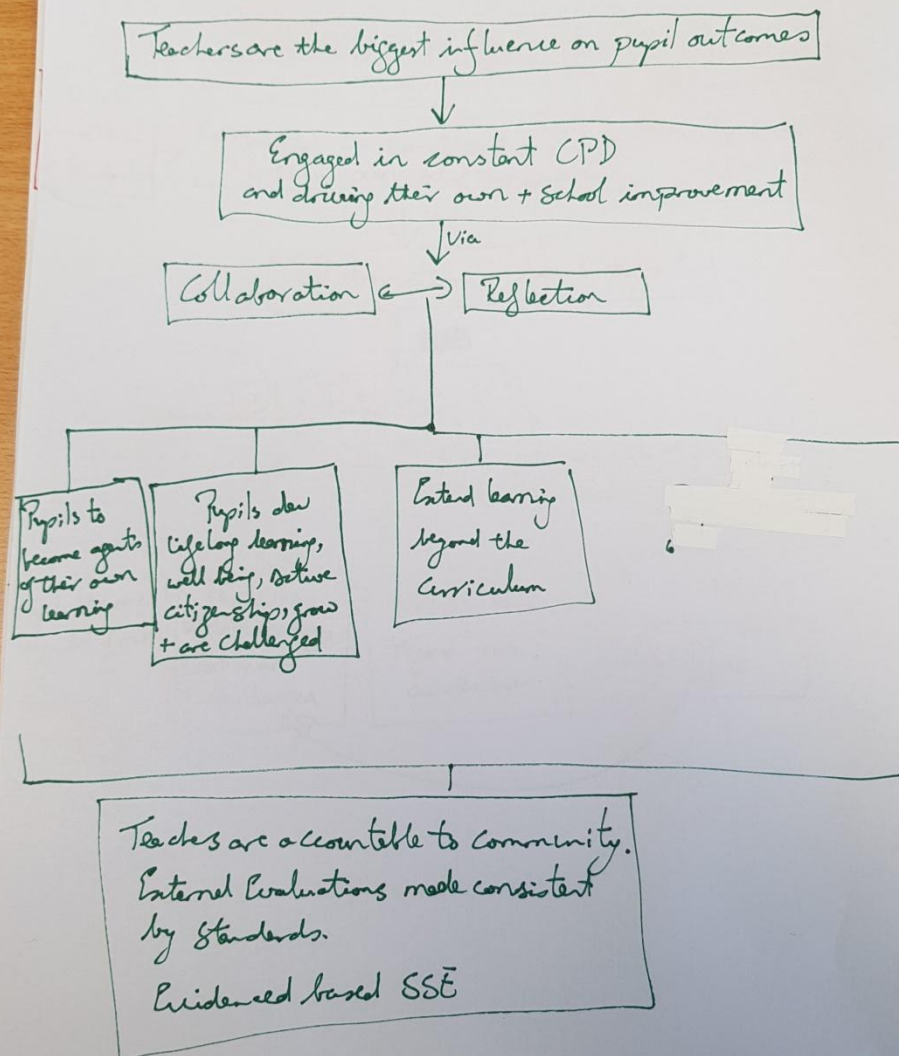 Teachers are the biggest influence on pupil outcomes
Engaged in constant CPD
and driving their own + School improvement
Via
Collaboration
Reflection
Pupils to
become agents
of their own
learning
Pupils dev
lifelong learning,
well being, active
citizenship, grow
+ are challenged
Extend learning
beyond the
Curriculum
Teachers are accountable to community.
External Evaluations made consistent
by standards.
Evidenced based SSE